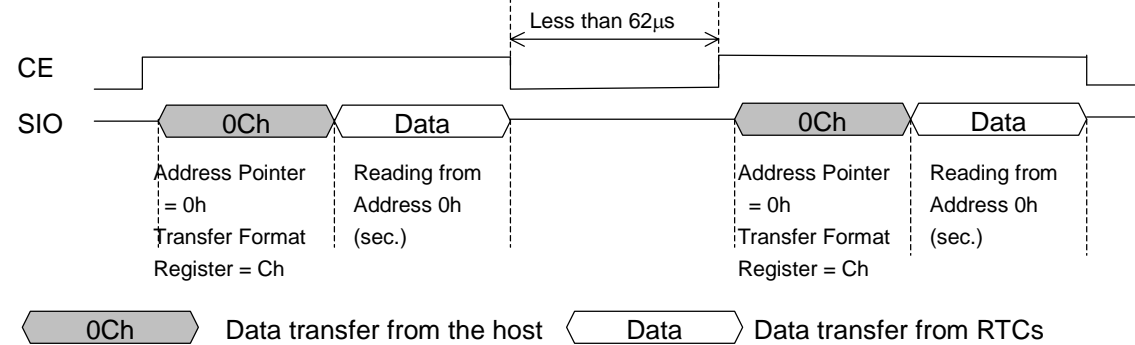 Less than 62μs
CE
SIO
0Ch
Data
0Ch
Data
Address Pointer
= 0h
Transfer Format
Register = Ch
Reading from
Address 0h
(sec.)
Address Pointer
= 0h
Transfer Format
Register = Ch
Reading from
Address 0h
(sec.)
0Ch
Data transfer from the host
Data
Data transfer from RTCs